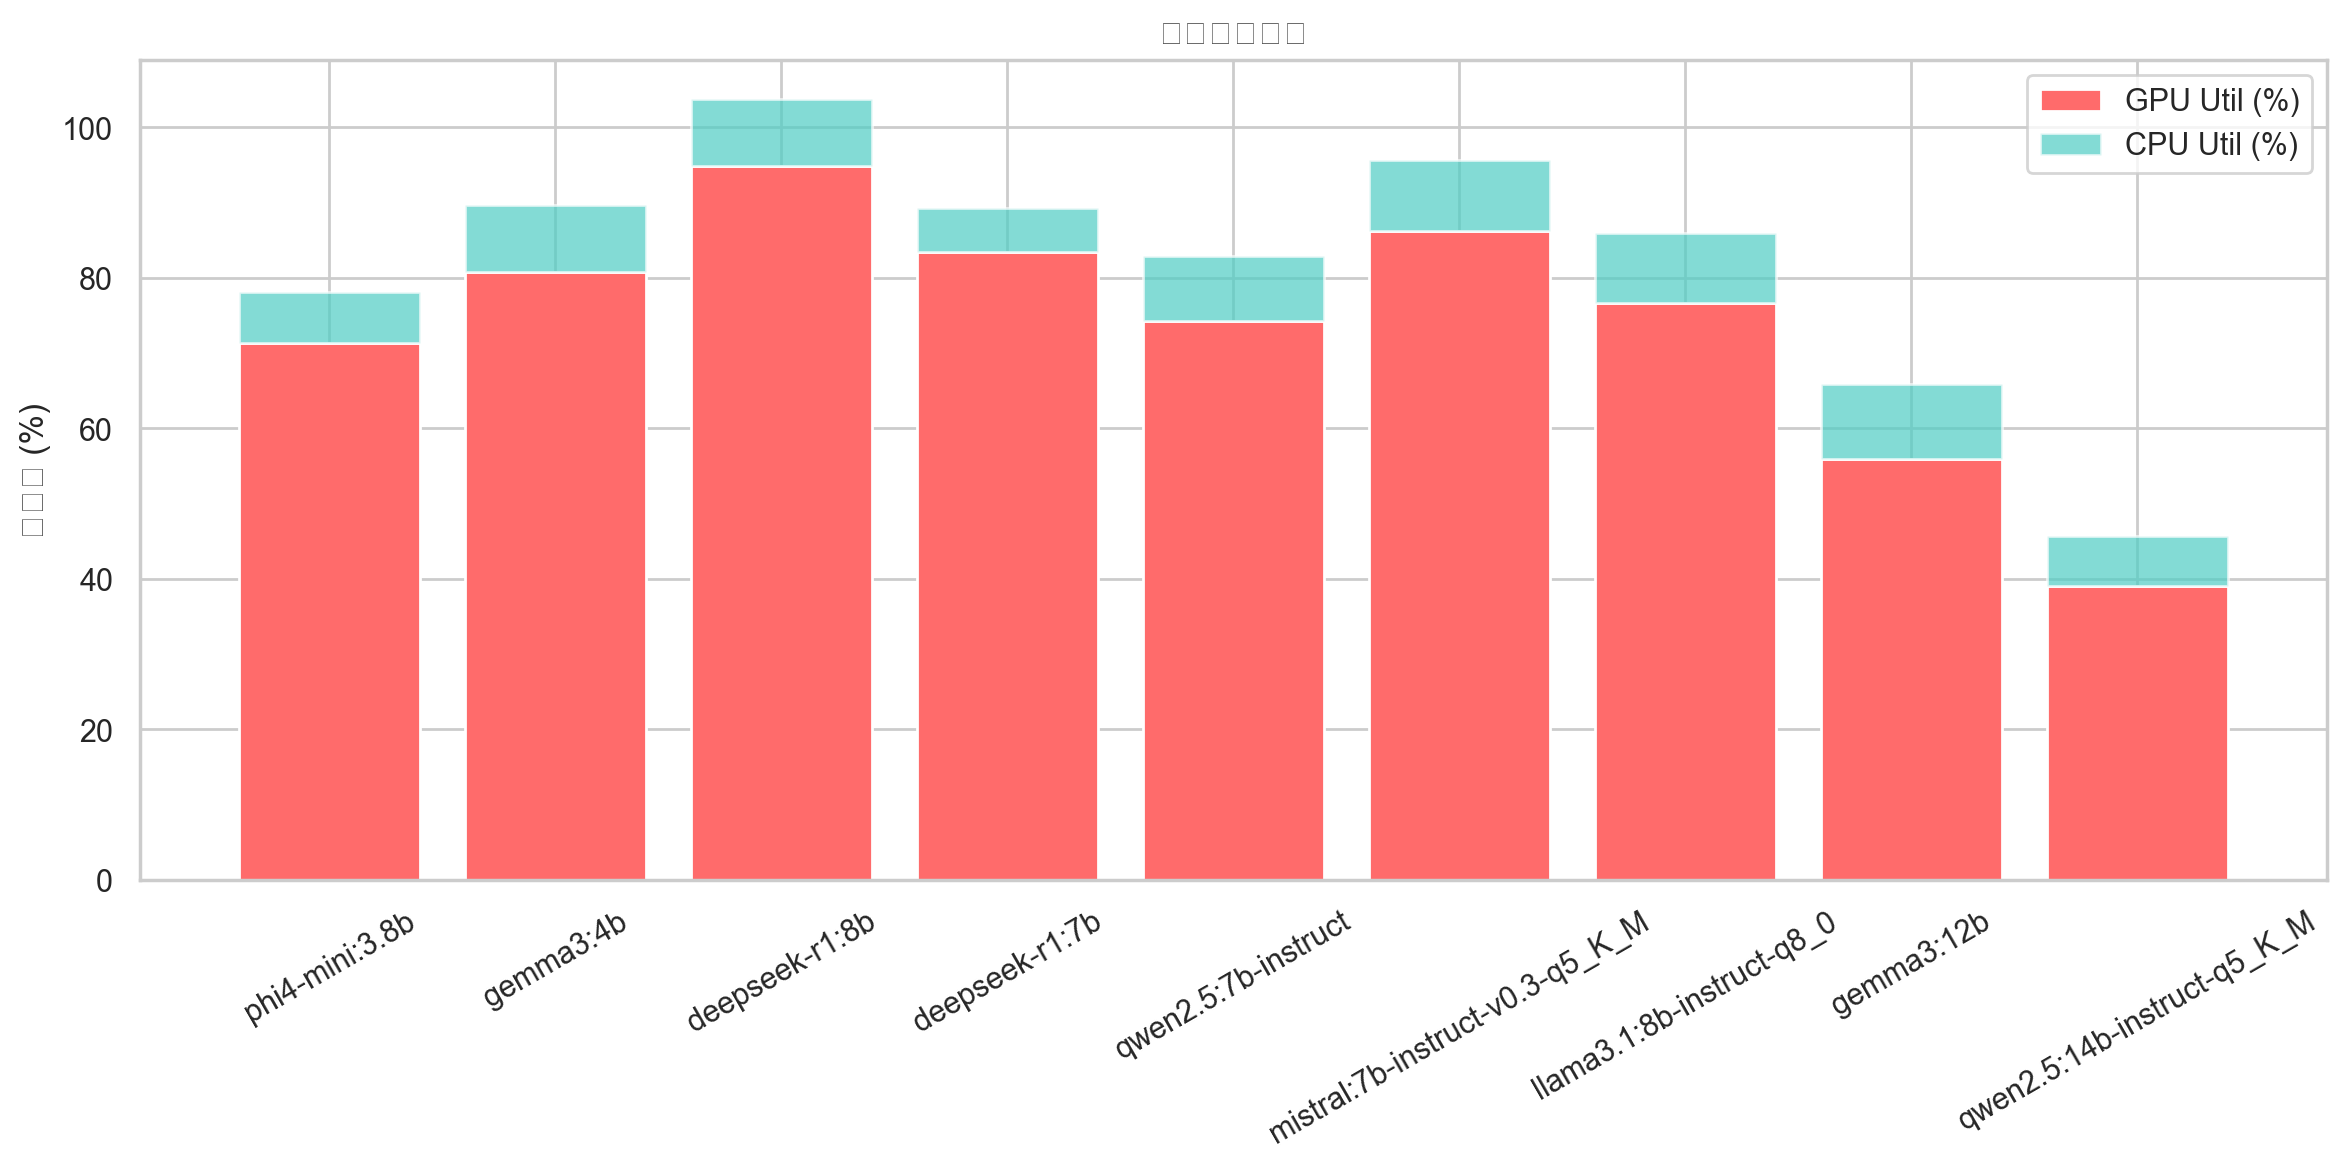 GPU Util (%)
CPU Util (%)
100
80
60
40
20
0
(%)
phi4-mini:3.8b
gemma3:4b
deepseek-r1:8b
deepseek-r1:7b
qwen2.5:7b-instruct
mistral:7b-instruct-v0.3-q5_K_M
llama3.1:8b-instruct-q8_0
gemma3:12b
qwen2.5:14b-instruct-q5_K_M